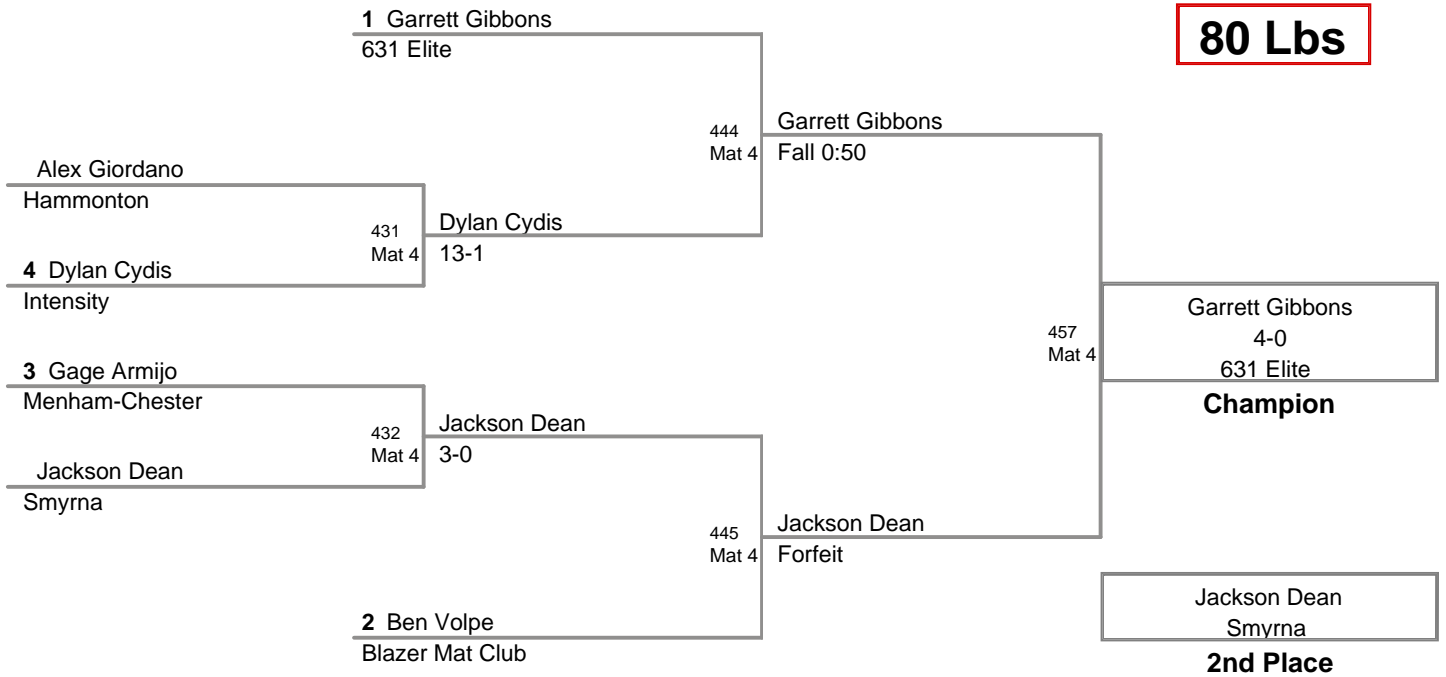 1 Garrett Gibbons
631 Elite
80 Lbs
444
Mat 4
Garrett Gibbons
Fall 0:50
Alex Giordano
Hammonton
431
Mat 4
Dylan Cydis
13-1
4 Dylan Cydis
Intensity
457
Mat 4
Garrett Gibbons
4-0
631 Elite
Champion
3 Gage Armijo
Menham-Chester
432
Mat 4
Jackson Dean
3-0
Jackson Dean
Smyrna
445
Mat 4
Jackson Dean
Forfeit
2 Ben Volpe
Blazer Mat Club
Jackson Dean
Smyrna
2nd Place